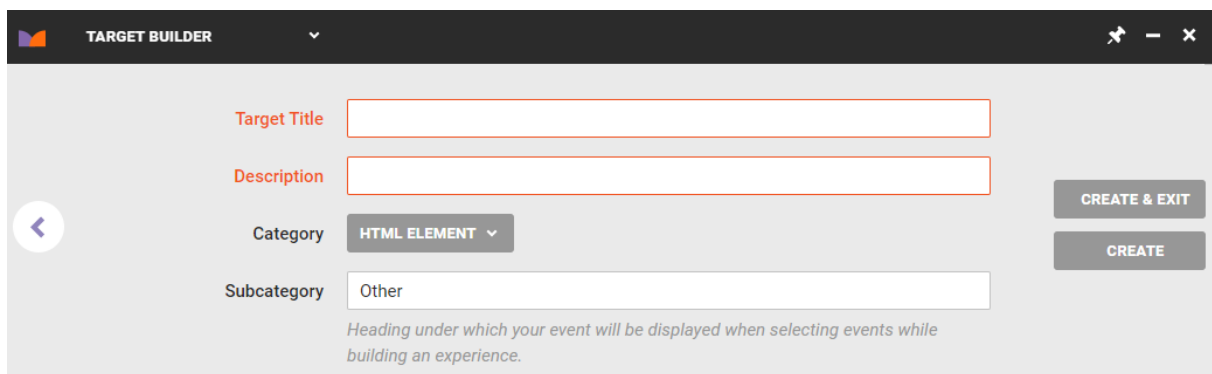 TARGET BUILDER
Target Title
Description
CREATE & EXIT
Category HTML ELEMENT
CREATE
Subcategory Other
Heading under which your event will be displayed when selecting events while
building an experience.